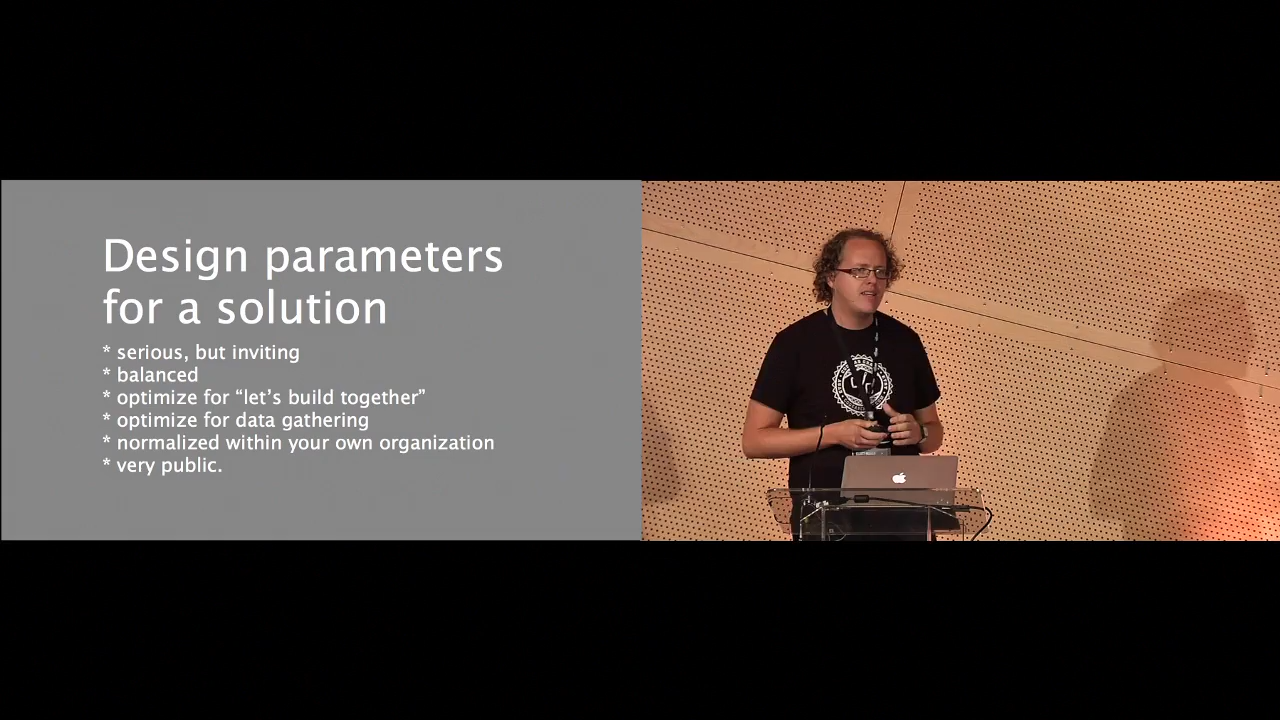 Design parameters
for a solution
* serious, but inviting
* balanced
* optimize for “let’s build together”
* optimize for data gathering
* normalized within your own organization
* very public.